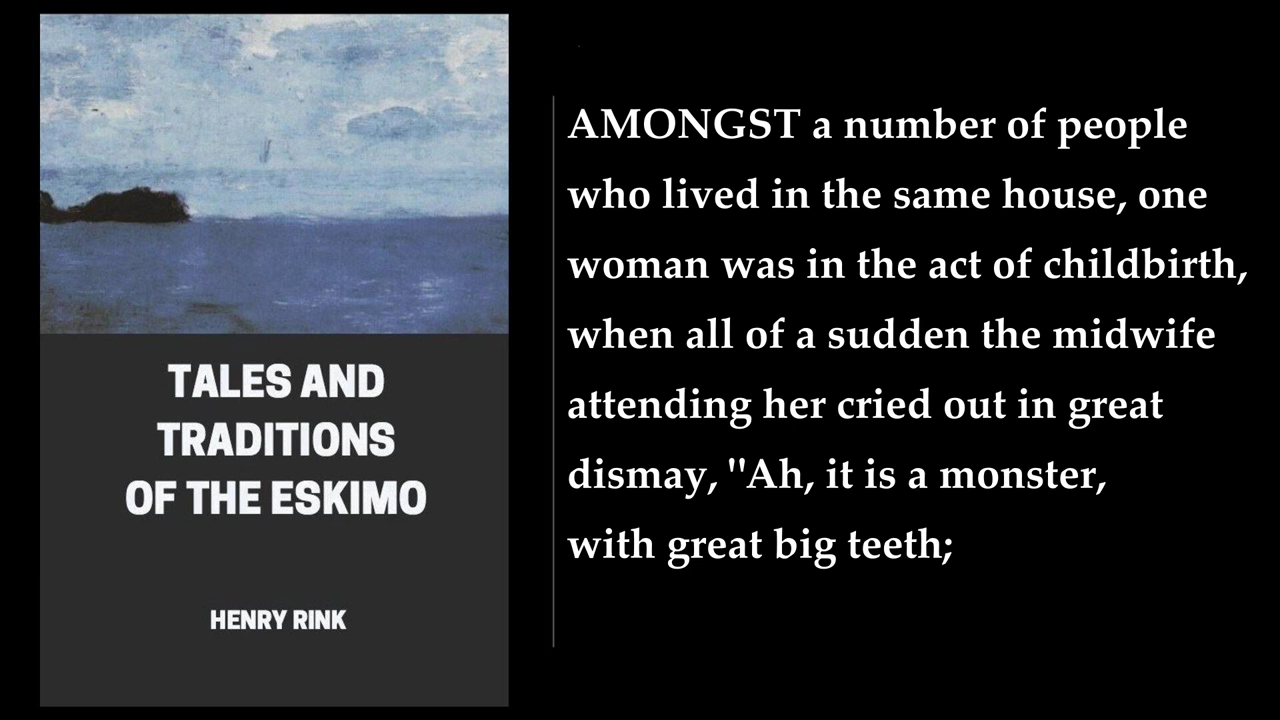 TALES AND
TRADITIONS
OF THE ESKIMO
HENRY RINK
AMONGST a number of people
who lived in the same house, one
woman was in the act of childbirth,
when all of a sudden the midwife
attending her cried out in great
dismay, "Ah, it is a monster,
with great big teeth;